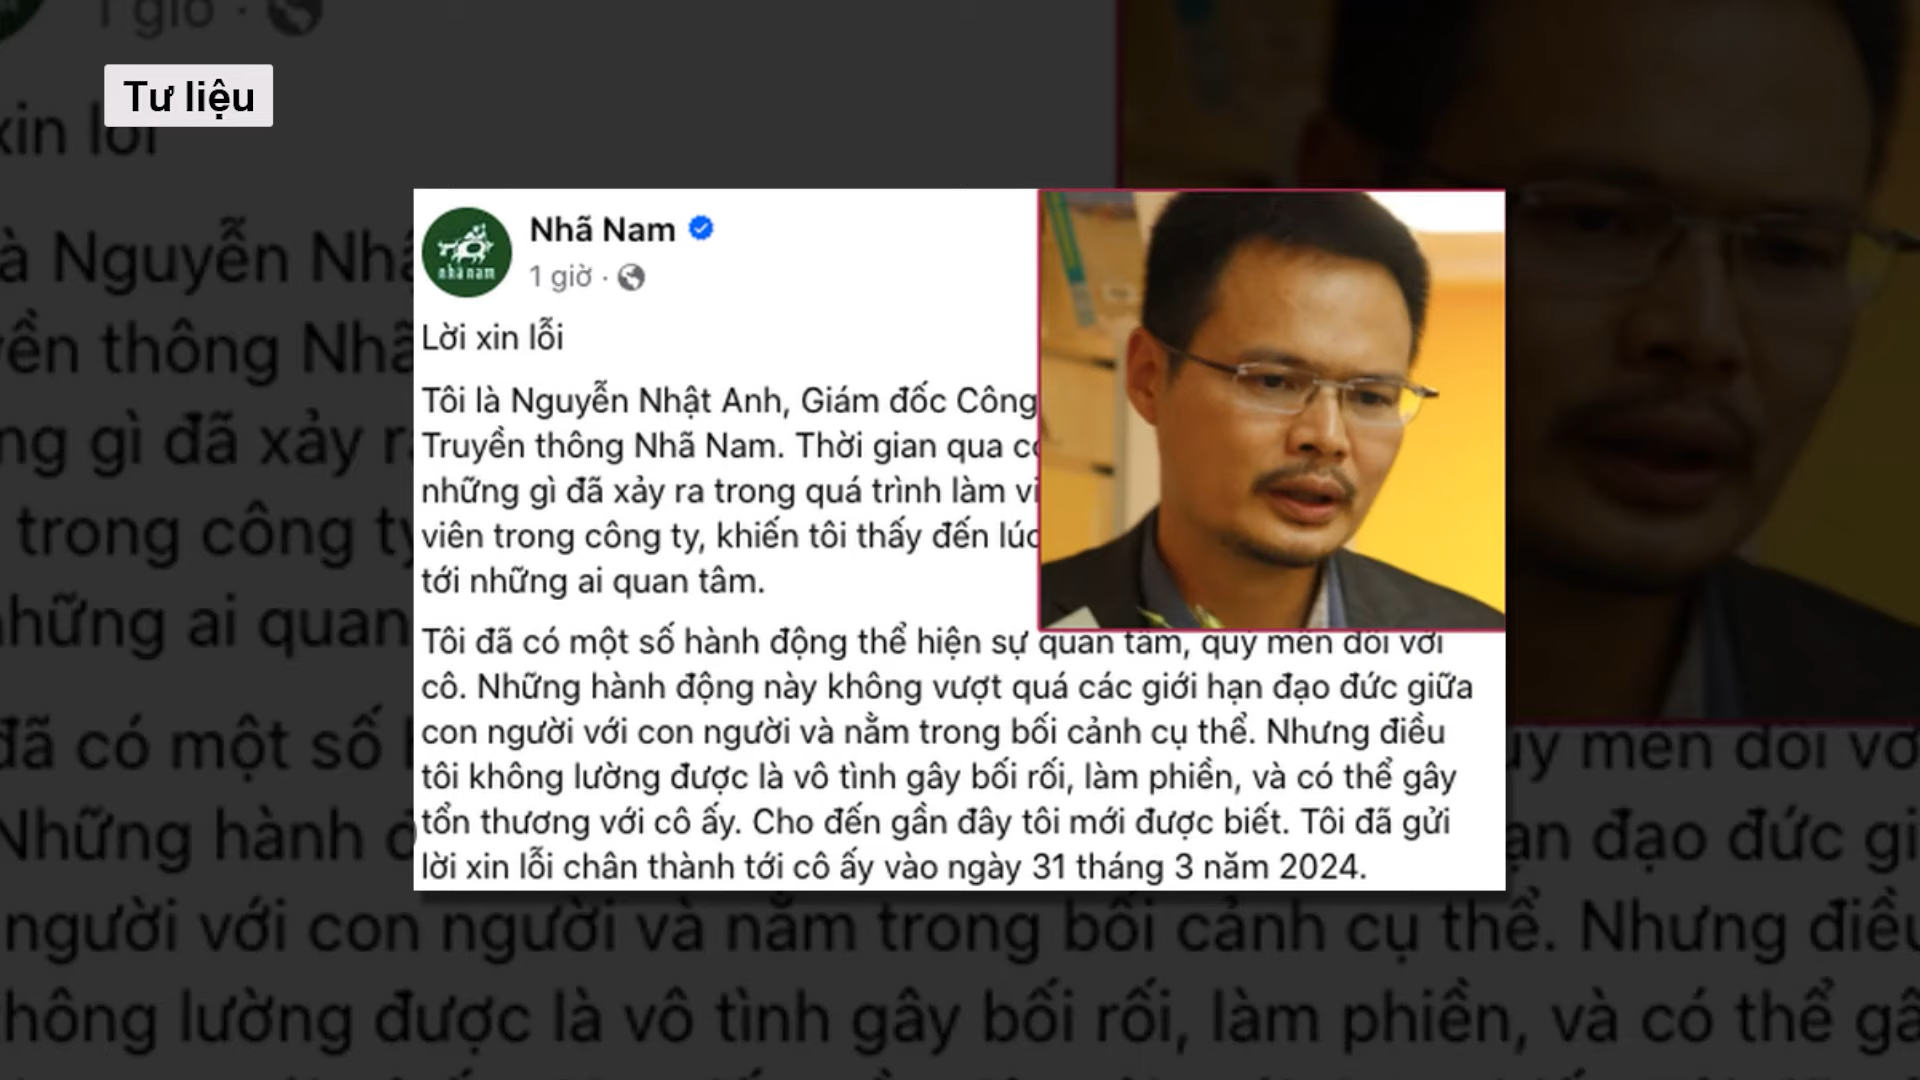 Tư liệu
Nhã Nam
nhã nam
1 giờ ·
Lời xin lỗi
Tôi là Nguyễn Nhật Anh, Giám đốc Công
Truyền thông Nhã Nam. Thời gian qua
những gì đã xảy ra trong quá trình làm
viên trong công ty, khiến tôi thấy đến
tới những ai quan tâm.
Tôi đã có một số hành động thể hiện sự quan tâm, quý mến đối với
cô. Những hành động này không vượt quá các giới hạn đạo đức giữa
con người với con người và nằm trong bối cảnh cụ thể. Nhưng điều
tôi không lường được là vô tình gây bối rối, làm phiền, và có thể gây
tổn thương với cô ấy. Cho đến gần đây tôi mới được biết. Tôi đã gửi
lời xin lỗi chân thành tới cô ấy vào ngày 31 tháng 3 năm 2024.